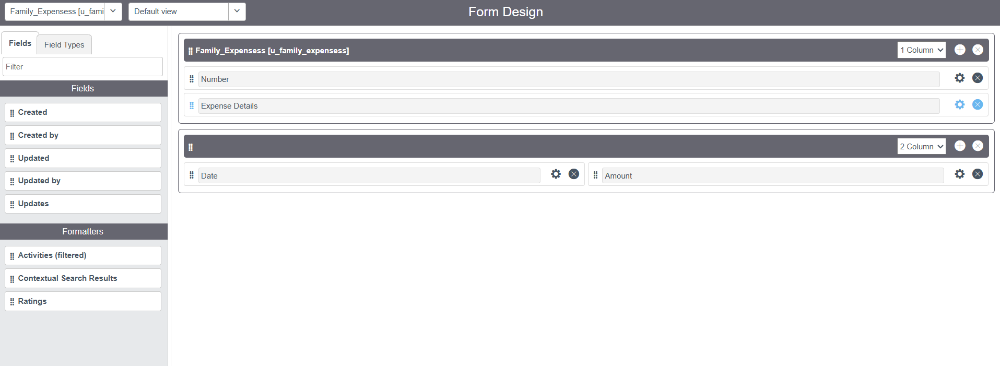 Family_Expensess [u_fami
Default view
Form Design
Fields
Field Types
Filter
Fields
Created
Created by
Updated
Updated by
Updates
Formatters
Activities (filtered)
Contextual Search Results
Ratings
Family_Expensess [u_family_expensess]
1 Column
Number
Expense Details
2 Column
Date
Amount